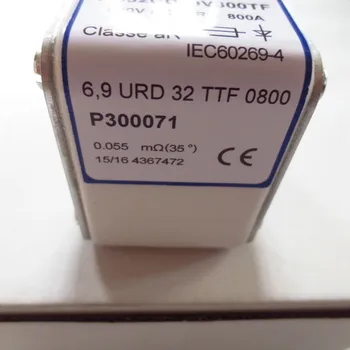 800A
Classe aR
IEC60269-4
6,9 URD 32 TTF 0800
P300071
0.055 mΩ(35°)
15/16 4367472
CE